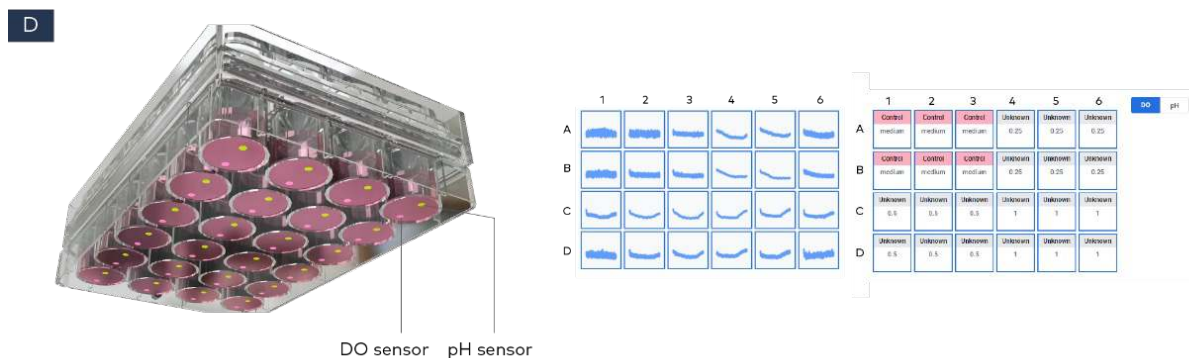 D
DO sensor pH sensor
1 2 3 4 5 6
A
B
C
D
1 2 3 4 5 6
DO pH
Control Control Control Unknown Unknown Unknown
A
medium medium medium 0.25 0.25 0.25
Control Control Control Unknown Unknown Unknown
B
medium medium medium 0.25 0.25 0.25
Unknown Unknown Unknown Unknown Unknown Unknown
C
0.5 0.5 0.5 1 1 1
Unknown Unknown Unknown Unknown Unknown Unknown
D
0.5 0.5 0.5 1 1 1